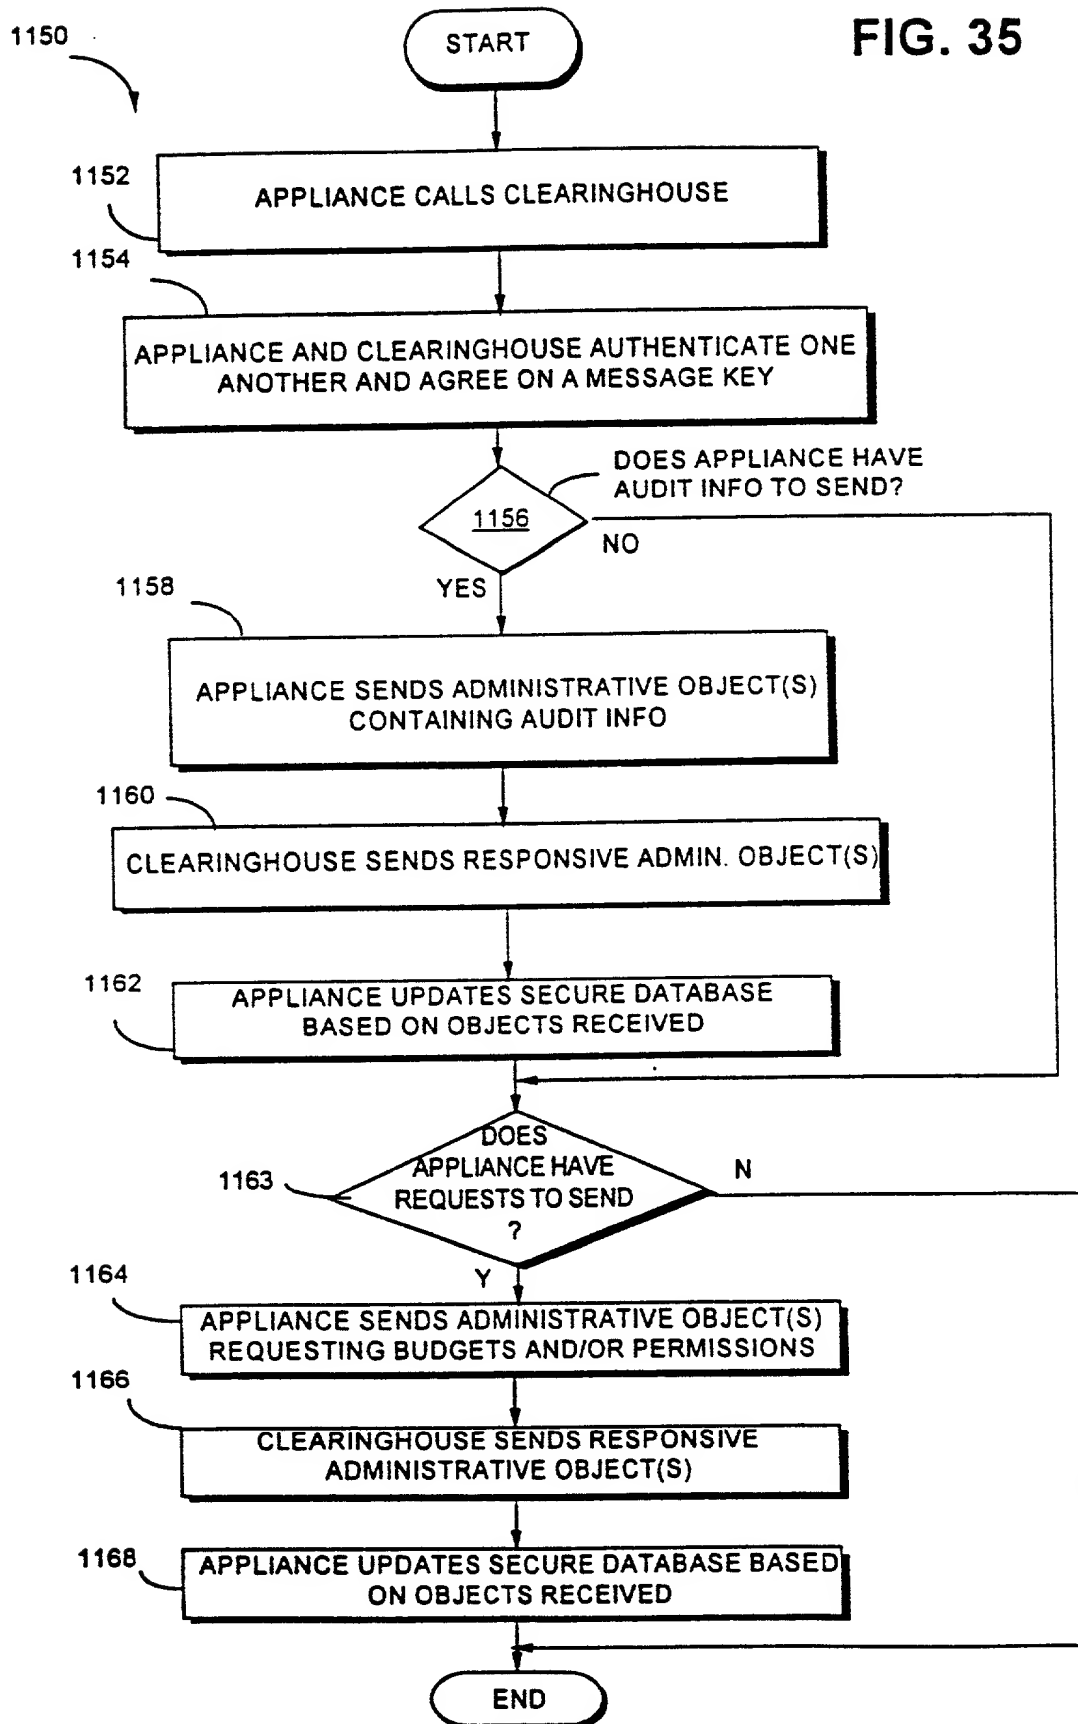 FIG. 35
1150
START
1152
APPLIANCE CALLS CLEARINGHOUSE
1154
APPLIANCE AND CLEARINGHOUSE AUTHENTICATE ONE
ANOTHER AND AGREE ON A MESSAGE KEY
DOES APPLIANCE HAVE
AUDIT INFO TO SEND?
1156
NO
YES
1158
APPLIANCE SENDS ADMINISTRATIVE OBJECT(S)
CONTAINING AUDIT INFO
1160
CLEARINGHOUSE SENDS RESPONSIVE ADMIN. OBJECT(S)
1162
APPLIANCE UPDATES SECURE DATABASE
BASED ON OBJECTS RECEIVED
1163
DOES
APPLIANCE HAVE
REQUESTS TO SEND
?
N
Y
1164
APPLIANCE SENDS ADMINISTRATIVE OBJECT(S)
REQUESTING BUDGETS AND/OR PERMISSIONS
1166
CLEARINGHOUSE SENDS RESPONSIVE
ADMINISTRATIVE OBJECT(S)
1168
APPLIANCE UPDATES SECURE DATABASE BASED
ON OBJECTS RECEIVED
END